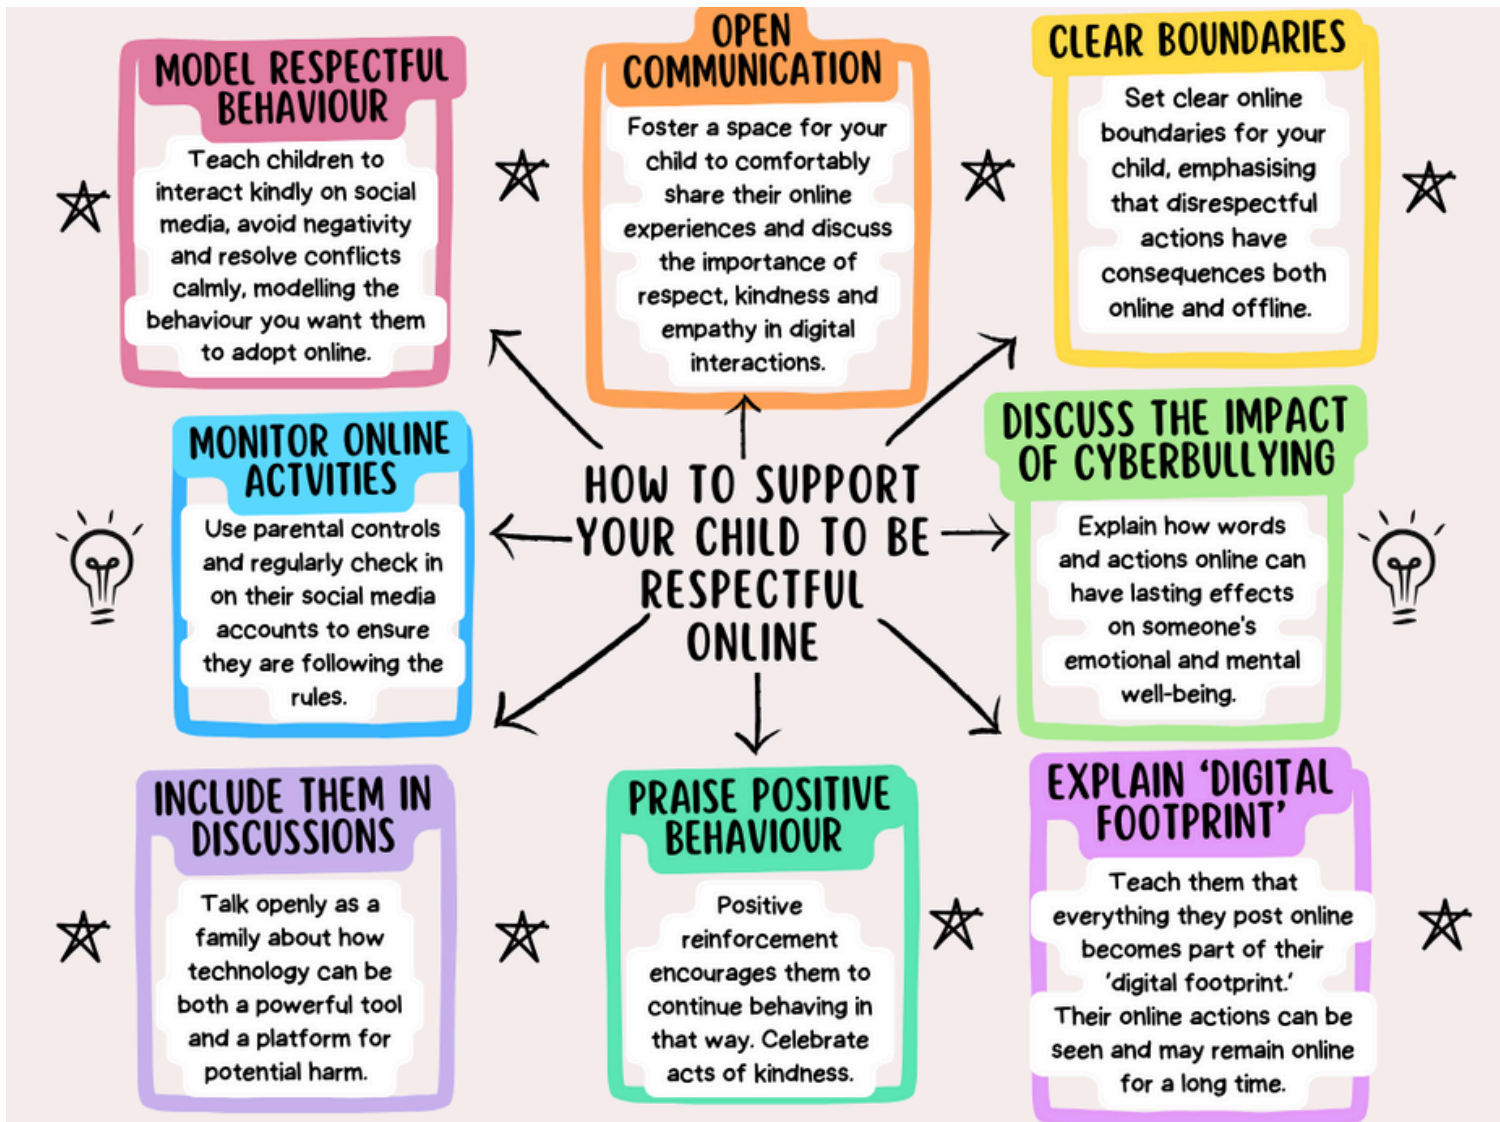 MODEL RESPECTFUL
BEHAVIOUR
Teach children to
interact kindly on social
media, avoid negativity
and resolve conflicts
calmly, modelling the
behaviour you want them
to adopt online.
OPEN
COMMUNICATION
Foster a space for your
child to comfortably
share their online
experiences and discuss
the importance of
respect, kindness and
empathy in digital
interactions.
CLEAR BOUNDARIES
Set clear online
boundaries for your
child, emphasising
that disrespectful
actions have
consequences both
online and offline.
MONITOR ONLINE
ACTVITIES
Use parental controls
and regularly check in
on their social media
accounts to ensure
they are following the
rules.
HOW TO SUPPORT
YOUR CHILD TO BE
RESPECTFUL
ONLINE
DISCUSS THE IMPACT
OF CYBERBULLYING
Explain how words
and actions online can
have lasting effects
on someone's
emotional and mental
well-being.
INCLUDE THEM IN
DISCUSSIONS
Talk openly as a
family about how
technology can be
both a powerful tool
and a platform for
potential harm.
PRAISE POSITIVE
BEHAVIOUR
Positive
reinforcement
encourages them to
continue behaving in
that way. Celebrate
acts of kindness.
EXPLAIN ‘DIGITAL
FOOTPRINT’
Teach them that
everything they post online
becomes part of their
‘digital footprint.’
Their online actions can be
seen and may remain online
for a long time.